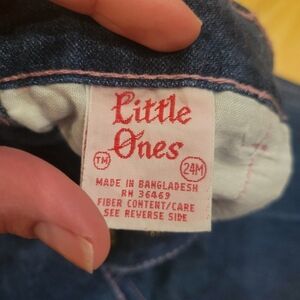 Little
Ones
TM 24M
MADE IN BANGLADESH
RN 36469
FIBER CONTENT/CARE
SEE REVERSE SIDE